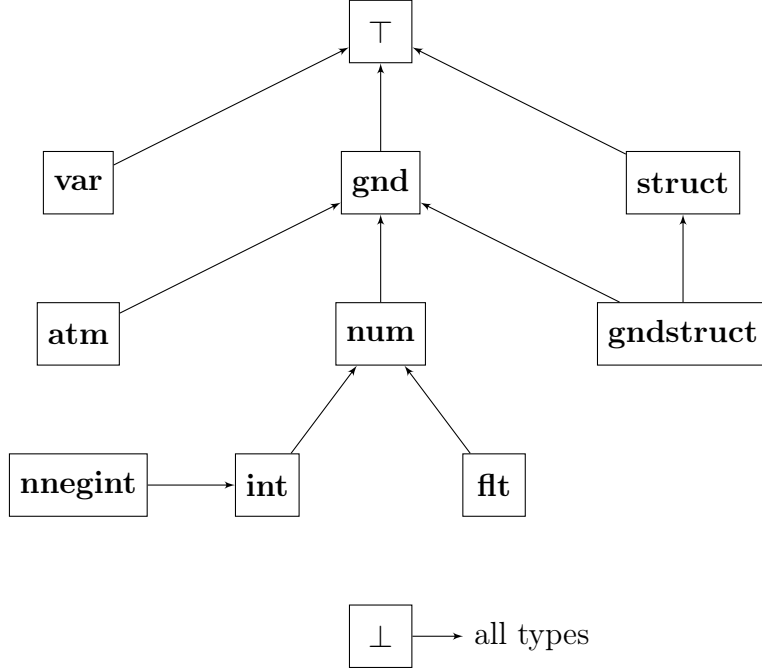 ⊤
var gnd struct
atm num gndstruct
nnegint int flt
⊥ all types